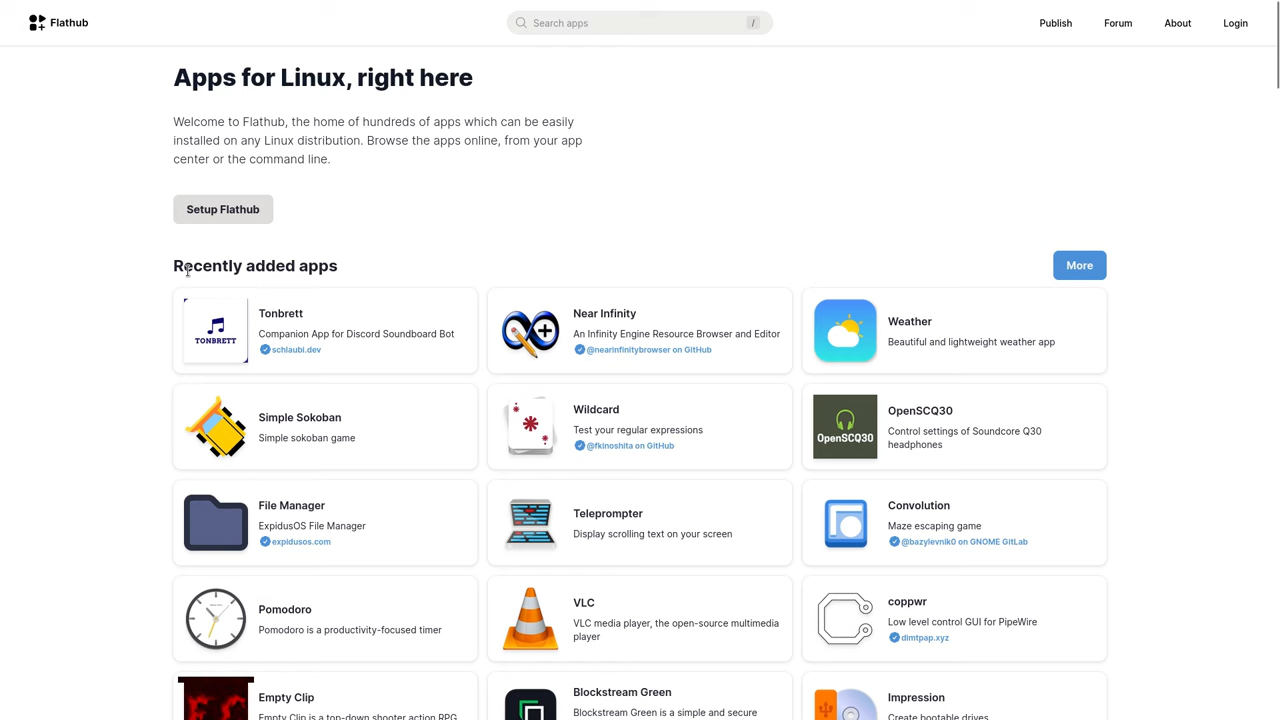 Flathub
Search apps
/
Publish
Forum
About
Login
Apps for Linux, right here
Welcome to Flathub, the home of hundreds of apps which can be easily
installed on any Linux distribution. Browse the apps online, from your app
center or the command line.
Setup Flathub
Recently added apps
More
TONBRETT
Tonbrett
Companion App for Discord Soundboard Bot
schlaubi.dev
Near Infinity
An Infinity Engine Resource Browser and Editor
@nearinfinitybrowser on GitHub
Weather
Beautiful and lightweight weather app
Simple Sokoban
Simple sokoban game
Wildcard
Test your regular expressions
@fkinoshita on GitHub
OpenSCQ30
OpenSCQ30
Control settings of Soundcore Q30
headphones
File Manager
ExpidusOS File Manager
expidusos.com
Teleprompter
Display scrolling text on your screen
Convolution
Maze escaping game
@bazylevnik0 on GNOME GitLab
Pomodoro
Pomodoro is a productivity-focused timer
VLC
VLC media player, the open-source multimedia
player
coppwr
Low level control GUI for PipeWire
dimtpap.xyz
Empty Clip
Empty Clip is a top-down shooter action RPG
Blockstream Green
Blockstream Green is a simple and secure
Impression
Create bootable drives